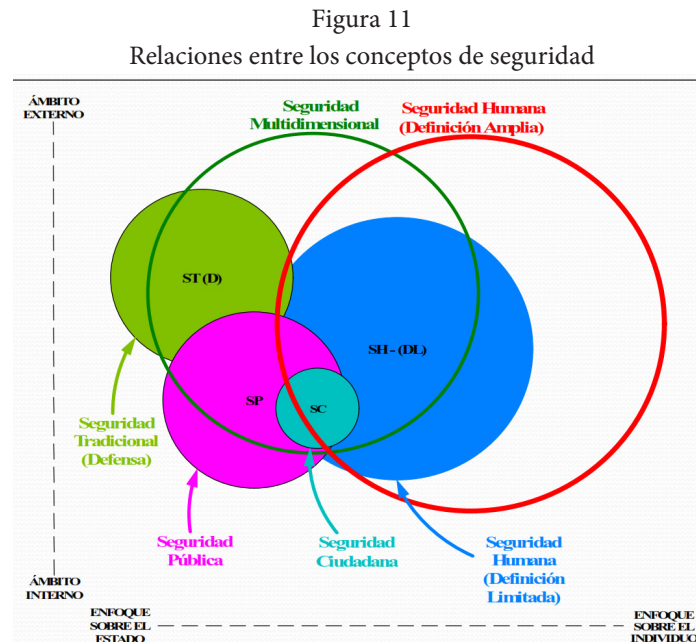 Figura 11
Relaciones entre los conceptos de seguridad
ÁMBITO
EXTERNO
Seguridad
Multidimensional
Seguridad Humana
(Definición Amplia)
ST (D)
SH - (DL)
SP
SC
Seguridad
Tradicional
(Defensa)
Seguridad
Pública
Seguridad
Ciudadana
Seguridad
Humana
(Definición
Limitada)
ÁMBITO
INTERNO
ENFOQUE
SOBRE EL
ESTADO
ENFOQUE
SOBRE EL
INDIVIDUC